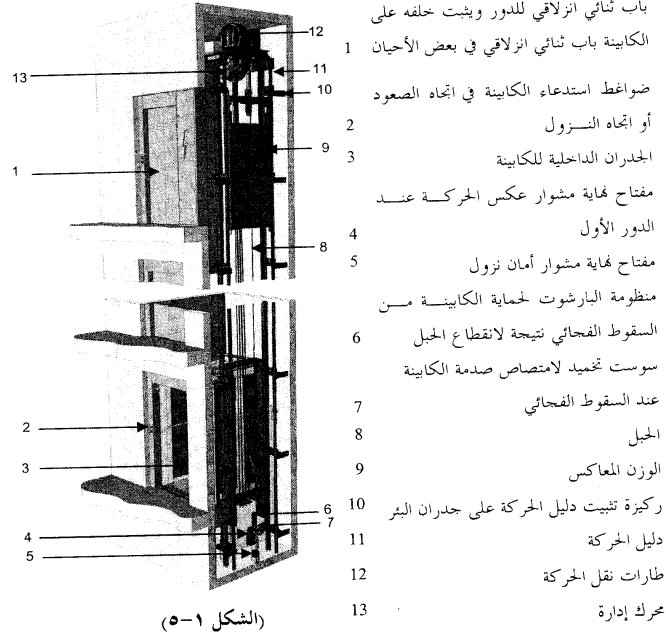 باب ثنائي انزلاقي للدور ويثبت خلفه على
الكابينة باب ثنائي انزلاقي في بعض الأحيان 1
ضواغط استدعاء الكابينة في اتجاه الصعود
أو اتجاه النــزول 2
الجدران الداخلية للكابينة 3
مفتاح نهاية مشوار عكس الحركـــة عنـــد
الدور الأول 4
مفتاح نهاية مشوار أمان نزول 5
منظومة البارشوت لحماية الكابينـــة مـــن
السقوط الفجائي نتيجة لانقطاع الحبل 6
سوست تخميد لامتصاص صدمة الكابينة
عند السقوط الفجائي 7
الحبل 8
الوزن المعاكس 9
ركيزة تثبيت دليل الحركة على جدران البئر 10
دليل الحركة 11
طارات نقل الحركة 12
محرك إدارة 13
12
13
11
10
1
9
8
2
3
6
7
4
5
(الشكل ١-٥)